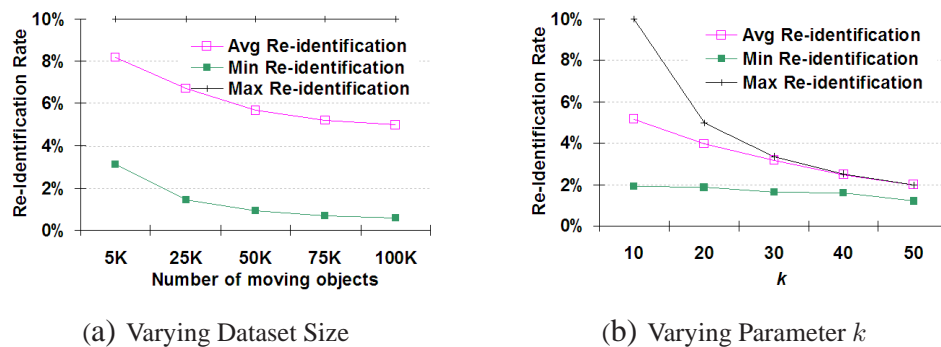 10%
8%
6%
4%
2%
0%
Re-Identification Rate
Avg Re-identification
Min Re-identification
Max Re-identification
5K 25K 50K 75K 100K
Number of moving objects
(a) Varying Dataset Size
10%
8%
6%
4%
2%
0%
Re-Identification Rate
Avg Re-identification
Min Re-identification
Max Re-identification
10 20 30 40 50
k
(b) Varying Parameter k